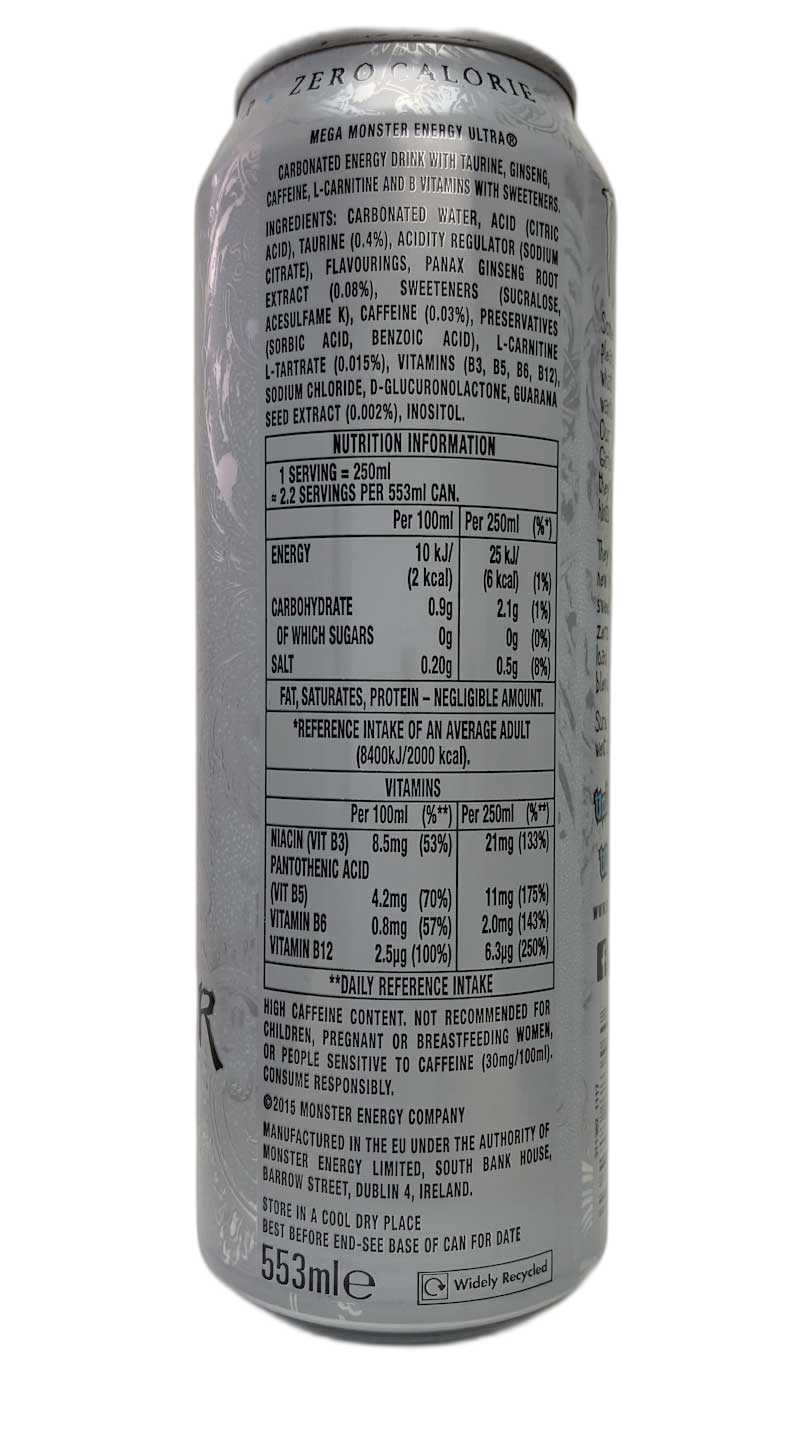 ZERO CALORIE
MEGA MONSTER ENERGY ULTRA®
CARBONATED ENERGY DRINK WITH TAURINE, GINSENG,
CAFFEINE, L-CARNITINE AND B VITAMINS WITH SWEETENERS.
INGREDIENTS: CARBONATED WATER, ACID (CITRIC
ACID), TAURINE (0.4%), ACIDITY REGULATOR (SODIUM
CITRATE), FLAVOURINGS, PANAX GINSENG ROOT
EXTRACT (0.08%), SWEETENERS (SUCRALOSE,
ACESULFAME K), CAFFEINE (0.03%), PRESERVATIVES
(SORBIC ACID, BENZOIC ACID), L-CARNITINE
L-TARTRATE (0.015%), VITAMINS (B3, B5, B6, B12),
SODIUM CHLORIDE, D-GLUCURONOLACTONE, GUARANA
SEED EXTRACT (0.002%), INOSITOL.
NUTRITION INFORMATION
1 SERVING = 250ml
≈ 2.2 SERVINGS PER 553ml CAN.
Per 100ml Per 250ml (%*)
ENERGY 10 kJ/ 25 kJ/
(2 kcal) (6 kcal) (1%)
CARBOHYDRATE 0.9g 2.1g (1%)
OF WHICH SUGARS 0g 0g (0%)
SALT 0.20g 0.5g (8%)
FAT, SATURATES, PROTEIN – NEGLIGIBLE AMOUNT.
*REFERENCE INTAKE OF AN AVERAGE ADULT
(8400kJ/2000 kcal).
VITAMINS
Per 100ml (%**) Per 250ml (%**)
NIACIN (VIT B3) 8.5mg (53%) 21mg (133%)
PANTOTHENIC ACID
(VIT B5) 4.2mg (70%) 11mg (175%)
VITAMIN B6 0.8mg (57%) 2.0mg (143%)
VITAMIN B12 2.5µg (100%) 6.3µg (250%)
**DAILY REFERENCE INTAKE
HIGH CAFFEINE CONTENT. NOT RECOMMENDED FOR
CHILDREN, PREGNANT OR BREASTFEEDING WOMEN,
OR PEOPLE SENSITIVE TO CAFFEINE (30mg/100ml).
CONSUME RESPONSIBLY.
©2015 MONSTER ENERGY COMPANY
MANUFACTURED IN THE EU UNDER THE AUTHORITY OF
MONSTER ENERGY LIMITED, SOUTH BANK HOUSE,
BARROW STREET, DUBLIN 4, IRELAND.
STORE IN A COOL DRY PLACE
BEST BEFORE END-SEE BASE OF CAN FOR DATE
553ml e
Widely Recycled